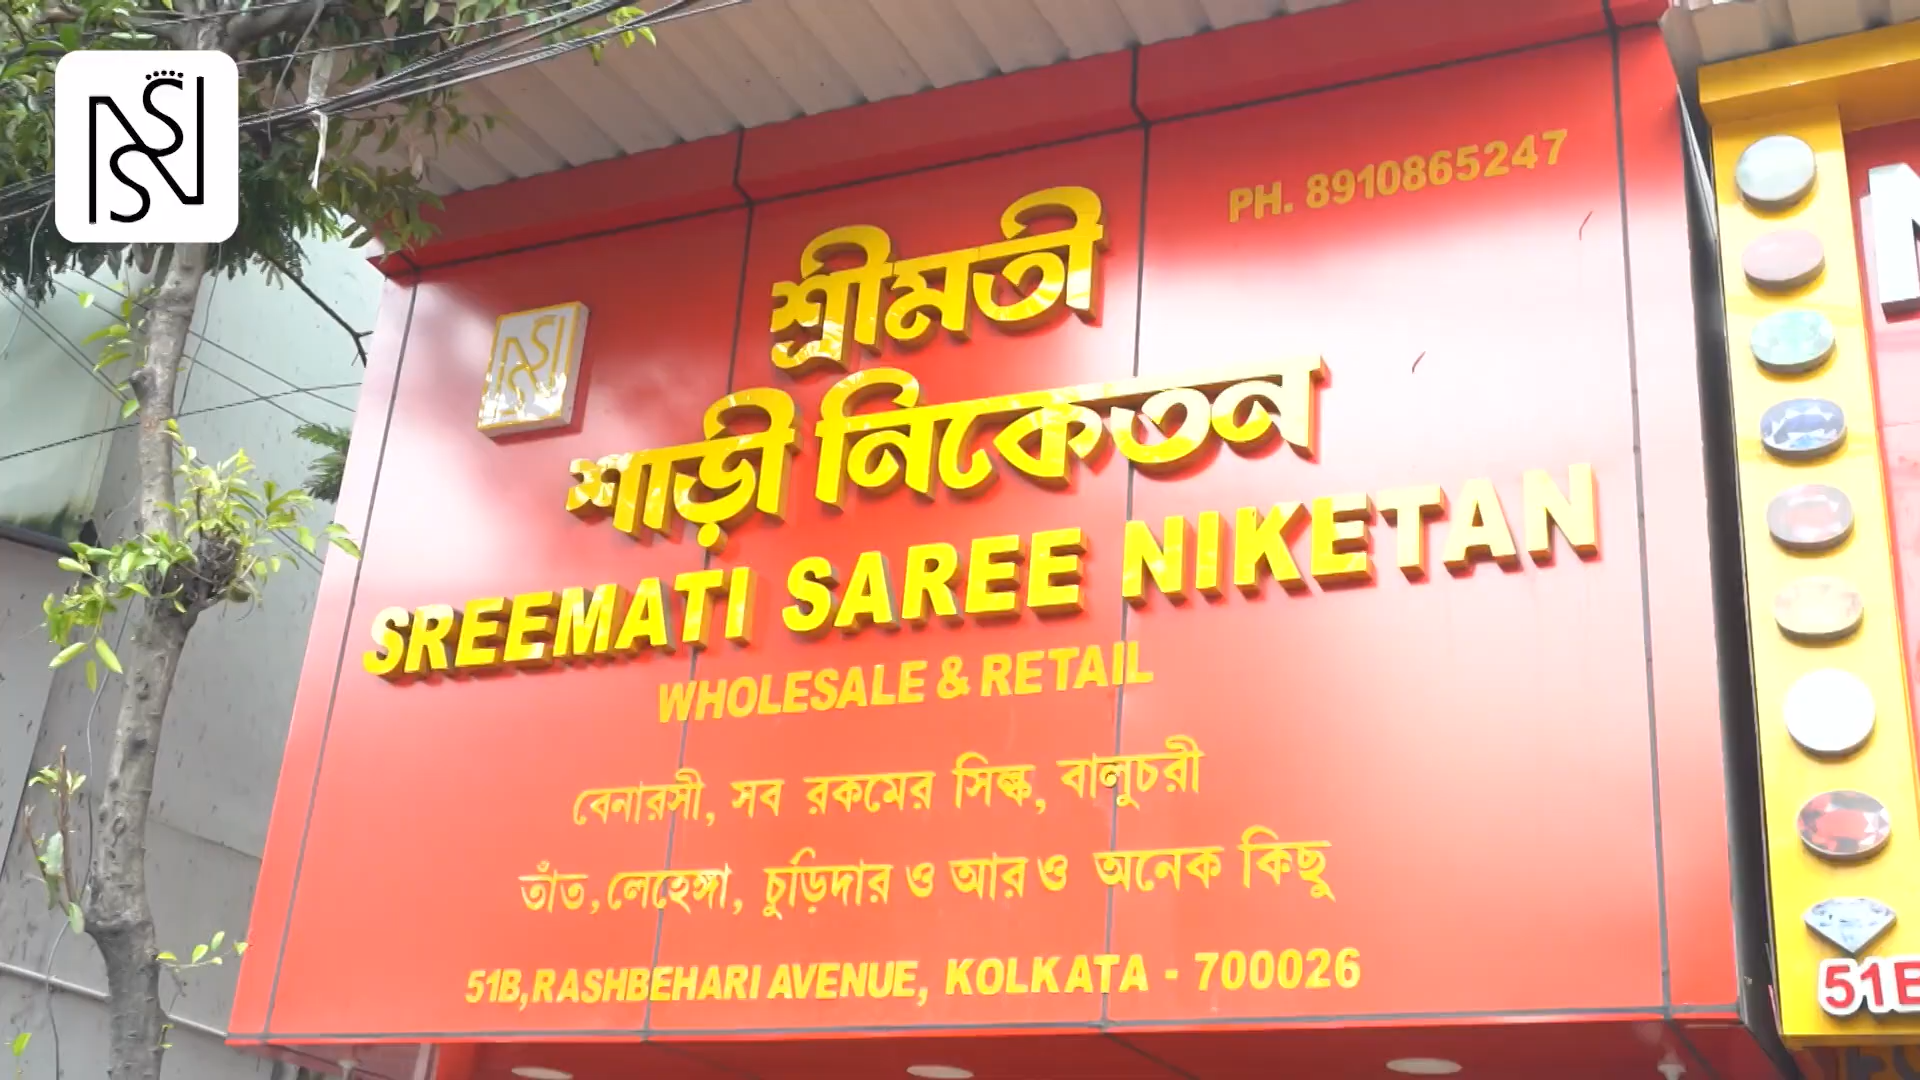 PH. 8910865247
শ্রীমতী
শাড়ী নিকেতন
SREEMATI SAREE NIKETAN
WHOLESALE & RETAIL
বেনারসী, সব রকমের সিল্ক, বালুচরী
তাঁত, লেহেঙ্গা, চুড়িদার ও আরও অনেক কিছু
51B, RASHBEHARI AVENUE, KOLKATA - 700026
51B